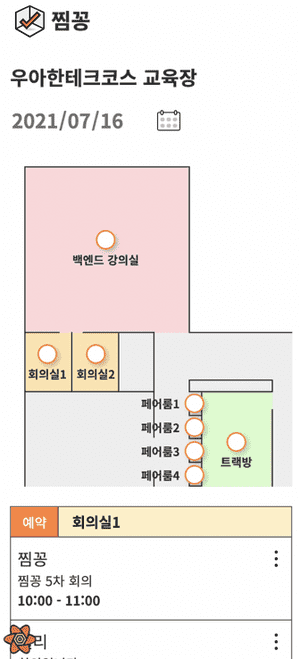 찜꽁
우아한테크코스 교육장
2021/07/16
백엔드 강의실
회의실1 회의실2
페어룸1
페어룸2
페어룸3
트랙방
페어룸4
예약 회의실1
찜꽁
찜꽁 5차 회의
10:00 - 11:00
리